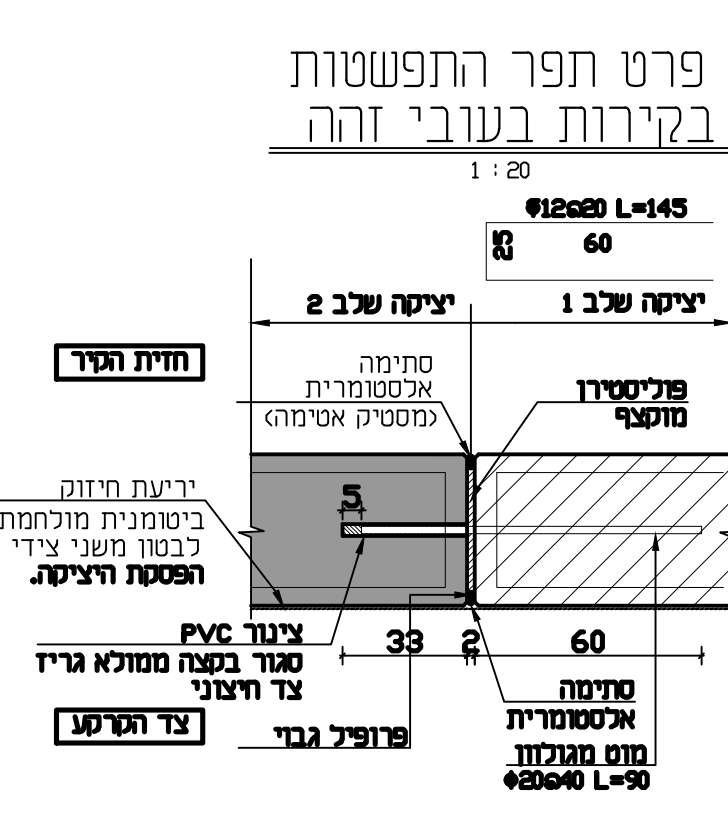 פרט תפר התפשטות
בקירות בעובי זהה
1 : 20
Φ12@20 L=145
25
60
יציקה שלב 1
יציקה שלב 2
חזית הקיר
סתימה
אלסטומרית
(מסטיק אטימה)
פוליסטירן
מוקצף
יריעת חיזוק
ביטומנית מולחמת
לבטון משני צידי
הפסקת היציקה.
5
צינור PVC
סגור בקצה ממולא גריז
צד חיצוני
33
2
60
צד הקרקע
פרופיל גבוי
סתימה
אלסטומרית
מוט מגולוון
Φ20@40 L=90